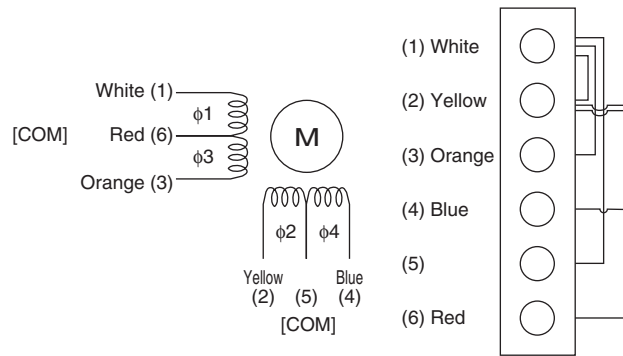 White (1)
φ1
[COM]
Red (6)
φ3
Orange (3)
M
φ2
φ4
Yellow
Blue
(2)
(5)
(4)
[COM]
(1) White
(2) Yellow
(3) Orange
(4) Blue
(5)
(6) Red